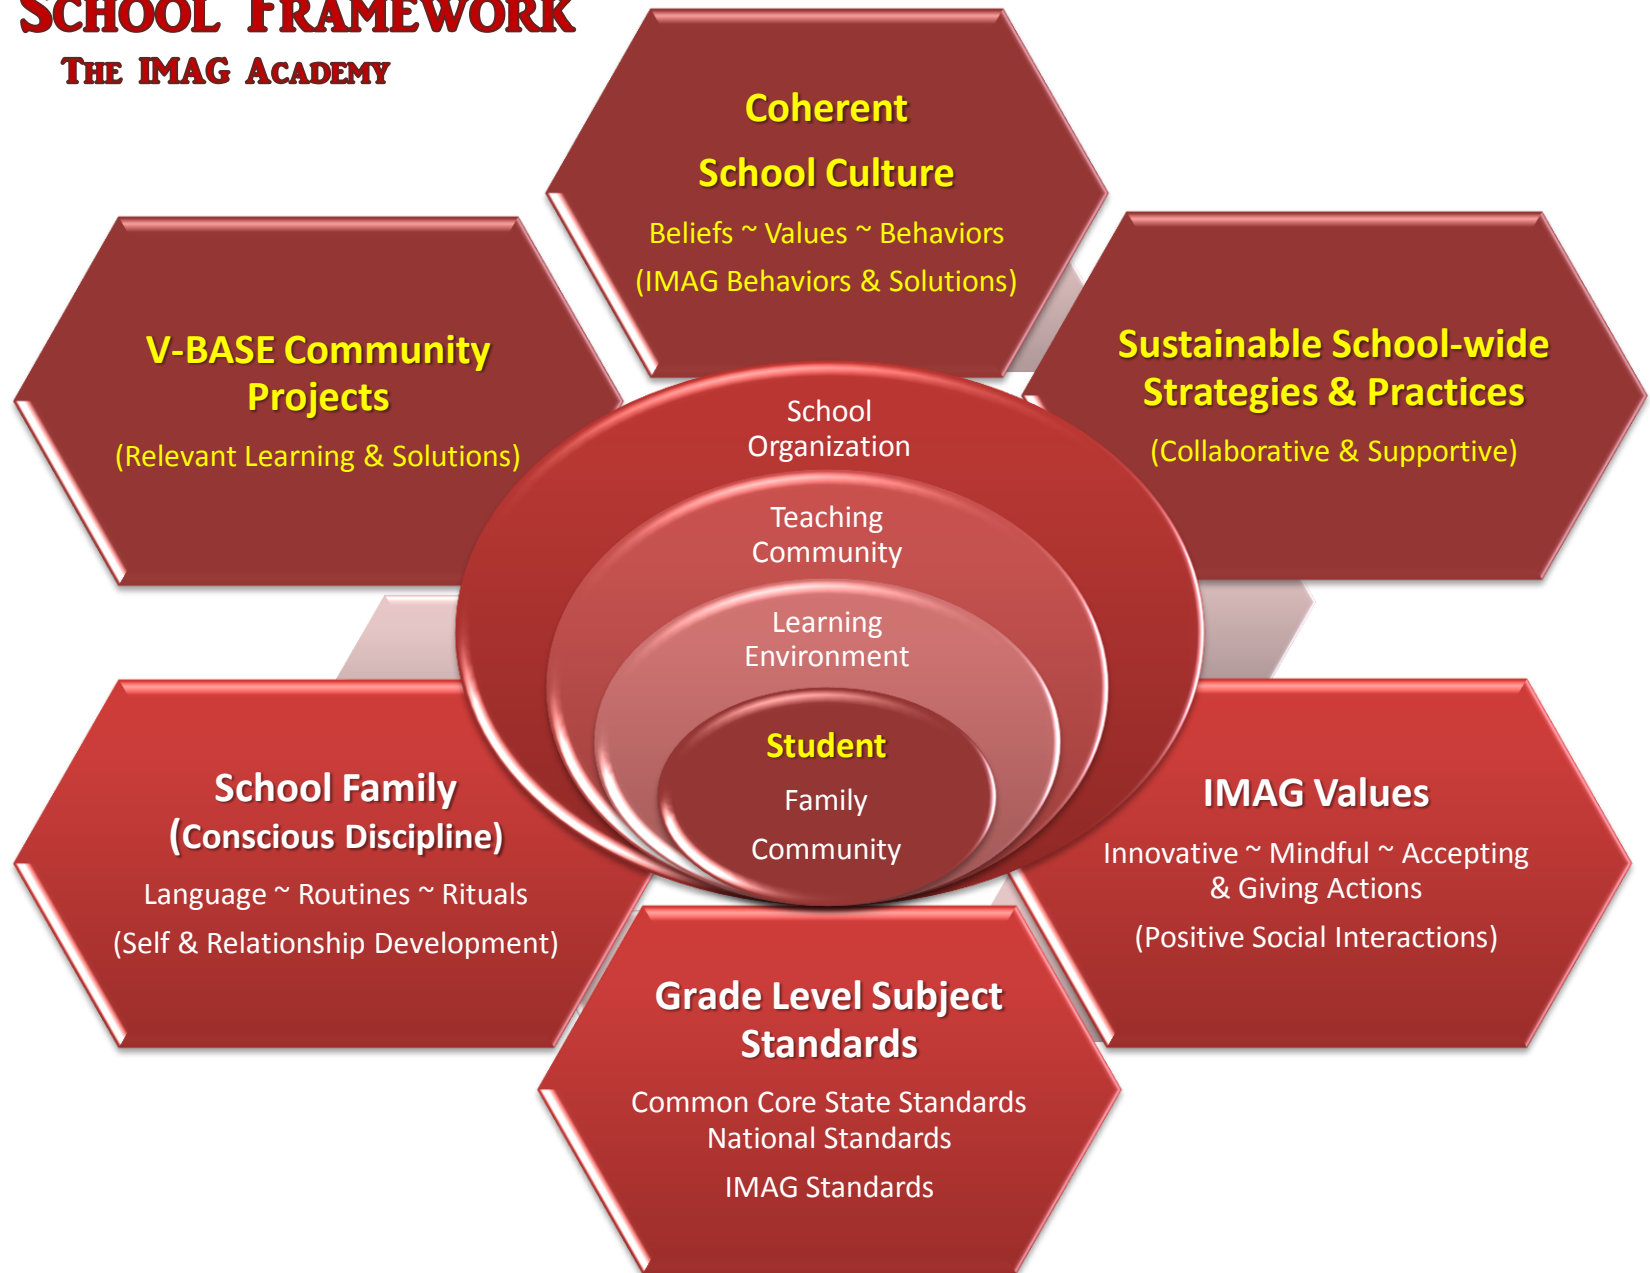 SCHOOL FRAMEWORK
THE IMAG ACADEMY
Coherent
School Culture
Beliefs ~ Values ~ Behaviors
(IMAG Behaviors & Solutions)
V-BASE Community
Projects
(Relevant Learning & Solutions)
Sustainable School-wide
Strategies & Practices
(Collaborative & Supportive)
School
Organization
Teaching
Community
Learning
Environment
Student
Family
Community
School Family
(Conscious Discipline)
Language ~ Routines ~ Rituals
(Self & Relationship Development)
IMAG Values
Innovative ~ Mindful ~ Accepting
& Giving Actions
(Positive Social Interactions)
Grade Level Subject
Standards
Common Core State Standards
National Standards
IMAG Standards